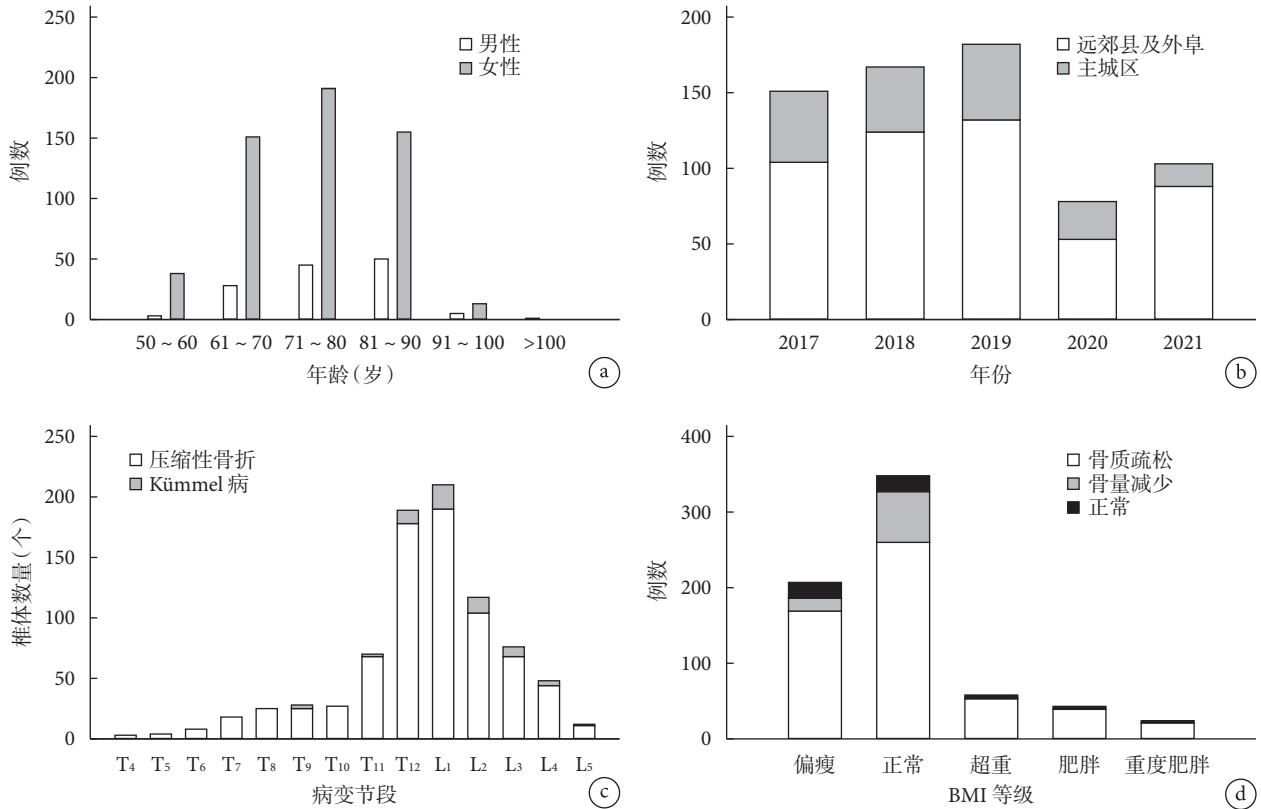 250
200
150
100
50
0
例数
男性
女性
50 ~ 60 61 ~ 70 71 ~ 80 81 ~ 90 91 ~ 100 >100
年龄(岁)
a
200
150
100
50
0
例数
远郊县及外阜
主城区
2017 2018 2019 2020 2021
年份
b
250
200
150
100
50
0
椎体数量(个)
压缩性骨折
Kümmel 病
T4 T5 T6 T7 T8 T9 T10 T11 T12 L1 L2 L3 L4 L5
病变节段
c
400
300
200
100
0
例数
骨质疏松
骨量减少
正常
偏瘦 正常 超重 肥胖 重度肥胖
BMI 等级
d